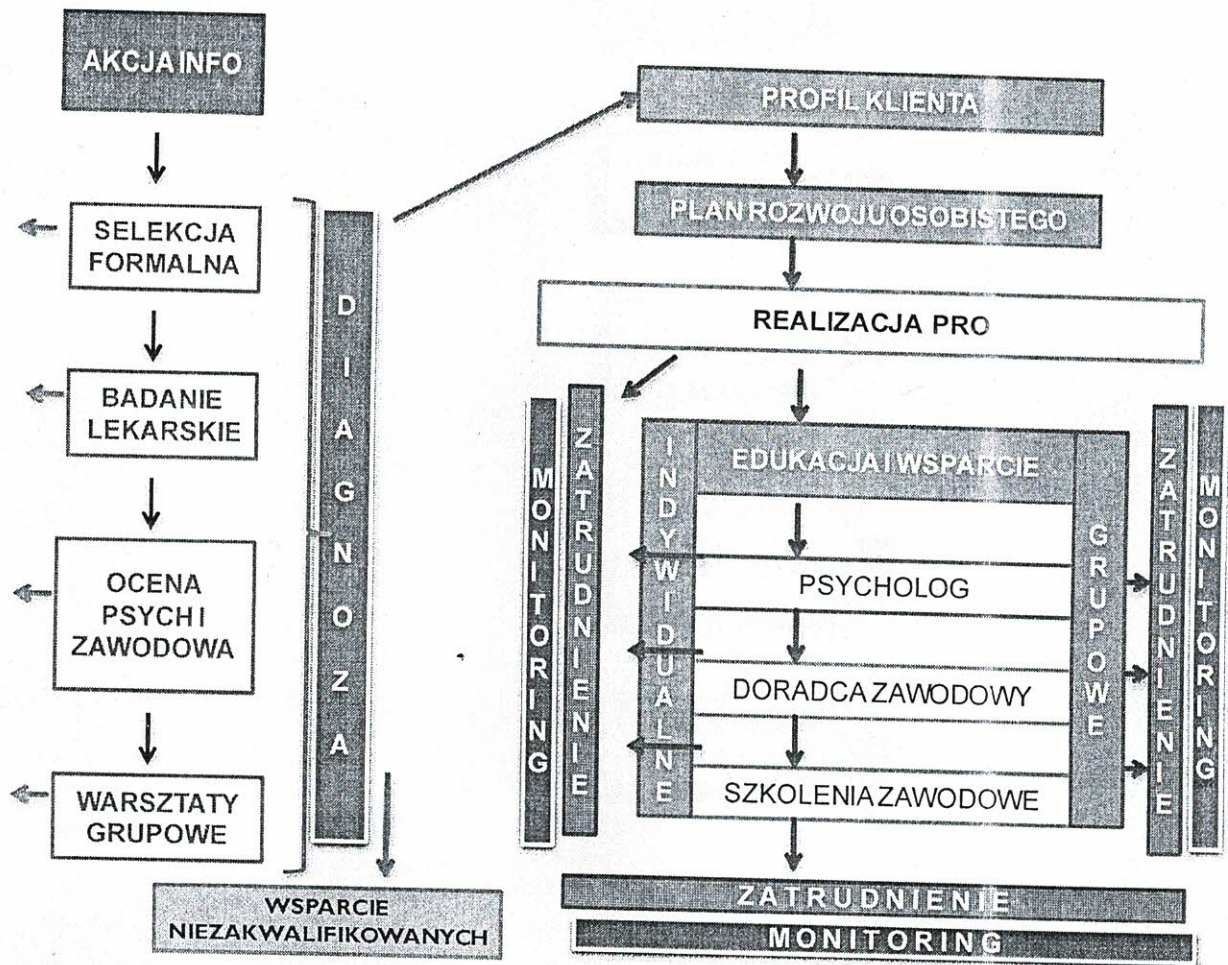 AKCJA INFO
SELEKCJA
FORMALNA
BADANIE
LEKARSKIE
OCENA
PSYCH I
ZAWODOWA
WARSZTATY
GRUPOWE
DIAGNOZA
WSPARCIE
NIEZAKWALIFIKOWANYCH
PROFIL KLIENTA
PLAN ROZWOJU OSOBISTEGO
REALIZACJA PRO
MONITORING
ZATRUDNIENIE
INDYWIDUALNE
EDUKACJA I WSPARCIE
PSYCHOLOG
DORADCA ZAWODOWY
SZKOLENIA ZAWODOWE
GRUPOWE
ZATRUDNIENIE
MONITORING
ZATRUDNIENIE
MONITORING